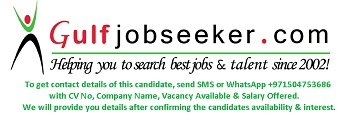 Gulfjobseeker.com
Helping you to search best jobs & talent since 2002!
To get contact details of this candidate, send SMS or WhatsApp +971504753686
with CV No, Company Name, Vacancy Available & Salary Offered.
We will provide you details after confirming the candidates availability & interest.